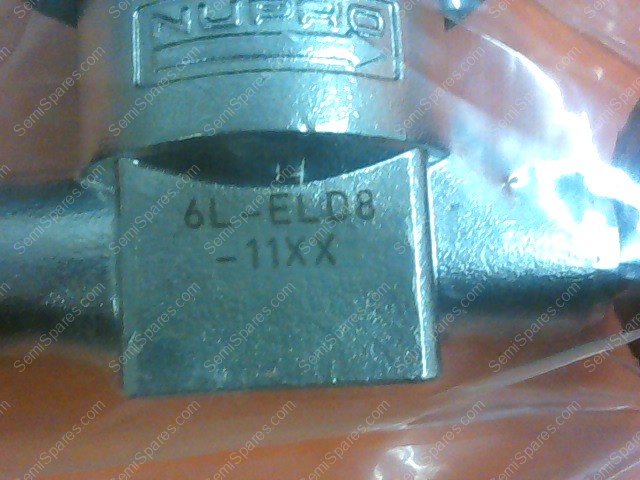 NUPRO
6L-ELD8
-11XX
SemiSpares.com